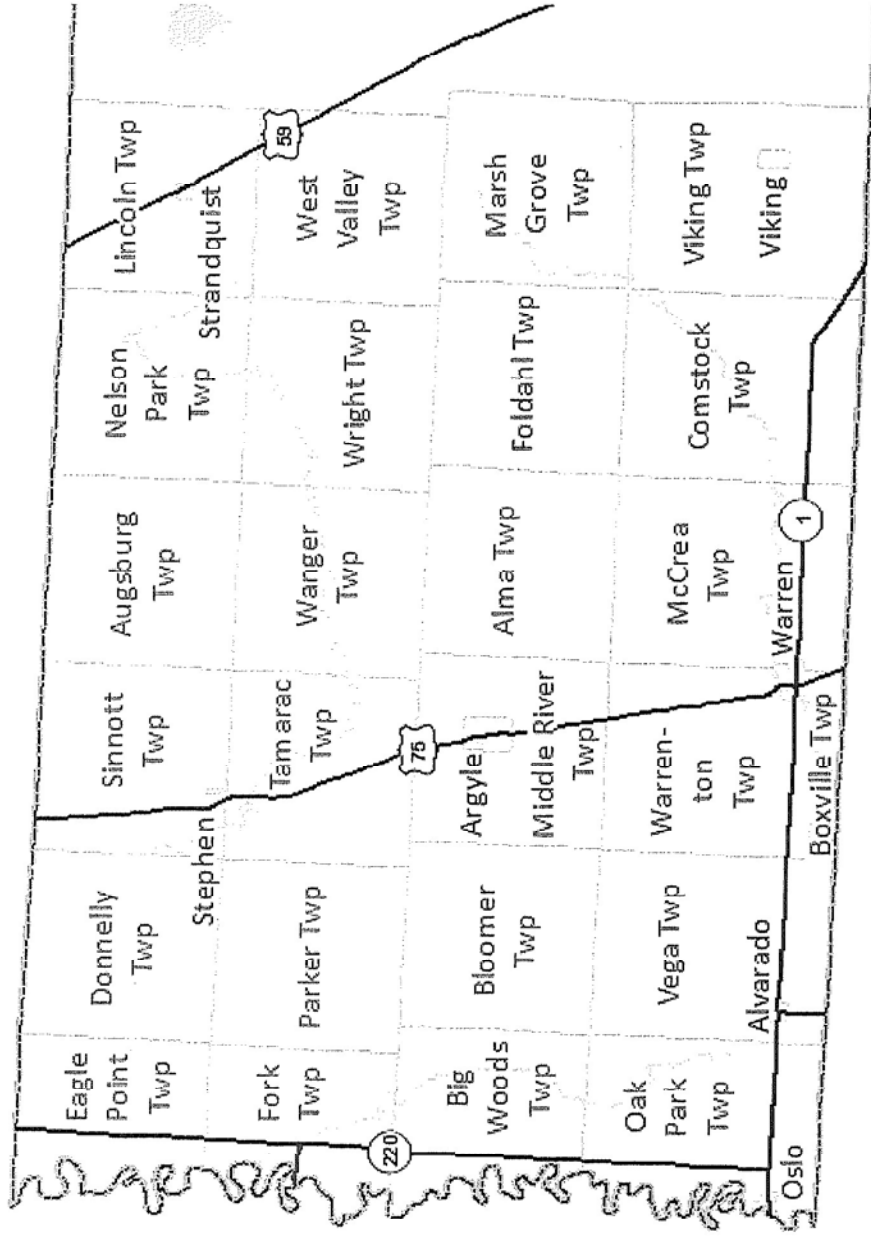 Eagle
Point
Twp
Donnelly
Twp
Sinnott
Twp
Augsburg
Twp
Nelson
Park
Twp
Lincoln Twp
Stephen
Strandquist
59
Fork
Twp
Parker Twp
Tamarac
Twp
Wanger
Twp
Wright Twp
West
Valley
Twp
220
75
Big
Woods
Twp
Bloomer
Twp
Argyle
Middle River
Twp
Alma Twp
Foldahl Twp
Marsh
Grove
Twp
Oak
Park
Twp
Vega Twp
Warren-
ton
Twp
McCrea
Twp
Comstock
Twp
Viking Twp
Viking
Oslo
Alvarado
Warren
1
Boxville Twp